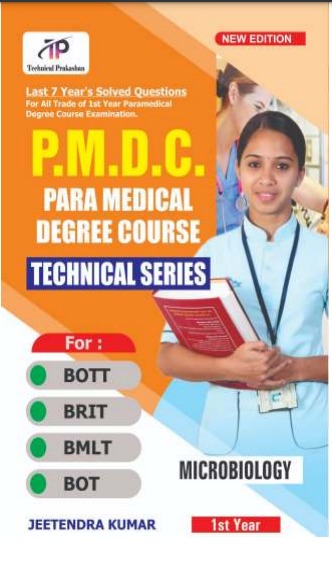 TP
Technical Prakashan
NEW EDITION
Last 7 Year's Solved Questions
For All Trade of 1st Year Paramedical
Degree Course Examination.
P.M.D.C.
PARA MEDICAL
DEGREE COURSE
TECHNICAL SERIES
For :
BOTT
BRIT
BMLT
BOT
MICROBIOLOGY
JEETENDRA KUMAR
1st Year